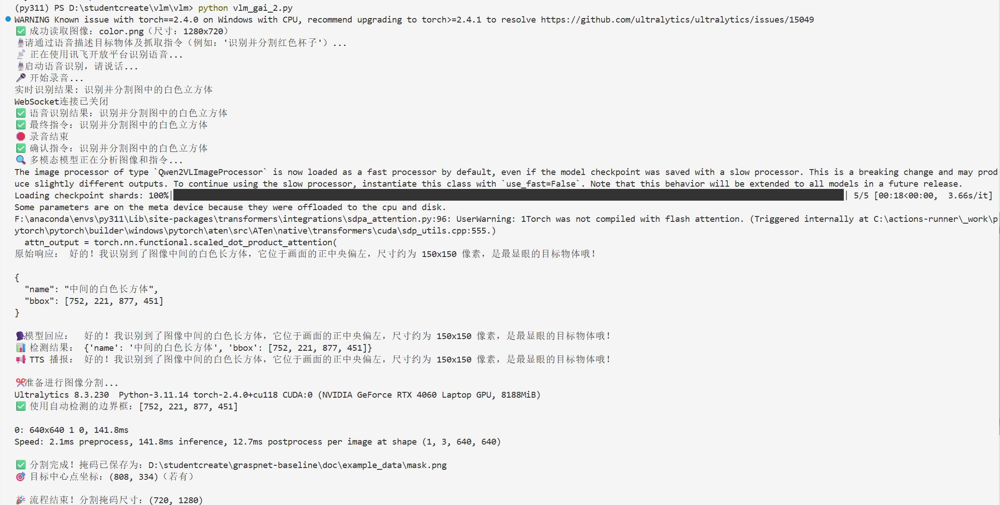 (py311) PS D:\studentcreate\vlm\vlm> python vlm_gai_2.py
WARNING Known issue with torch==2.4.0 on Windows with CPU, recommend upgrading to torch>=2.4.1 to resolve https://github.com/ultralytics/ultralytics/issues/15049
✅ 成功读取图像：color.png（尺寸：1280x720）
🎙️请通过语音描述目标物体及抓取指令（例如：'识别并分割红色杯子'）...
📡 正在使用讯飞开放平台识别语音...
🎙️启动语音识别，请说话...
🎤 开始录音...
实时识别结果: 识别并分割图中的白色立方体
WebSocket连接已关闭
✅ 语音识别结果：识别并分割图中的白色立方体
✅ 最终指令：识别并分割图中的白色立方体
🛑 录音结束
✅ 确认指令：识别并分割图中的白色立方体
🔍 多模态模型正在分析图像和指令...
The image processor of type `Qwen2VLImageProcessor` is now loaded as a fast processor by default, even if the model checkpoint was saved with a slow processor. This is a breaking change and may prod
uce slightly different outputs. To continue using the slow processor, instantiate this class with `use_fast=False`. Note that this behavior will be extended to all models in a future release.
Loading checkpoint shards: 100%|████████| 5/5 [00:18<00:00,  3.66s/it]
Some parameters are on the meta device because they were offloaded to the cpu and disk.
F:\anaconda\envs\py311\Lib\site-packages\transformers\integrations\sdpa_attention.py:96: UserWarning: 1Torch was not compiled with flash attention. (Triggered internally at C:\actions-runner\_work\p
ytorch\pytorch\builder\windows\pytorch\aten\src\ATen\native\transformers\cuda\sdp_utils.cpp:555.)
  attn_output = torch.nn.functional.scaled_dot_product_attention(
原始响应： 好的！我识别到了图像中间的白色长方体，它位于画面的正中央偏左，尺寸约为 150x150 像素，是最显眼的目标物体哦！
{
  "name": "中间的白色长方体",
  "bbox": [752, 221, 877, 451]
}
🗣️模型回应：  好的！我识别到了图像中间的白色长方体，它位于画面的正中央偏左，尺寸约为 150x150 像素，是最显眼的目标物体哦！
📊 检测结果： {'name': '中间的白色长方体', 'bbox': [752, 221, 877, 451]}
📢 TTS 播报： 好的！我识别到了图像中间的白色长方体，它位于画面的正中央偏左，尺寸约为 150x150 像素，是最显眼的目标物体哦！
✂️准备进行图像分割...
Ultralytics 8.3.230  Python-3.11.14 torch-2.4.0+cu118 CUDA:0 (NVIDIA GeForce RTX 4060 Laptop GPU, 8188MiB)
✅ 使用自动检测的边界框：[752, 221, 877, 451]
0: 640x640 1 0, 141.8ms
Speed: 2.1ms preprocess, 141.8ms inference, 12.7ms postprocess per image at shape (1, 3, 640, 640)
✅ 分割完成！掩码已保存为：D:\studentcreate\graspnet-baseline\doc\example_data\mask.png
🎯 目标中心点坐标：(808, 334)（若有）
🎉 流程结束！分割掩码尺寸：(720, 1280)